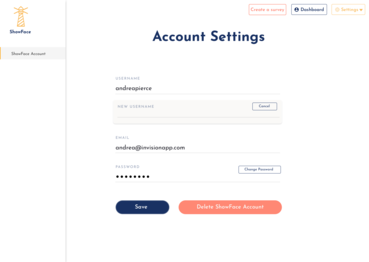 ShowFace
Create a survey
Dashboard
Settings
ShowFace Account
Account Settings
USERNAME
andreapierce
NEW USERNAME
Cancel
EMAIL
andrea@invisionapp.com
PASSWORD
Change Password
Save
Delete ShowFace Account